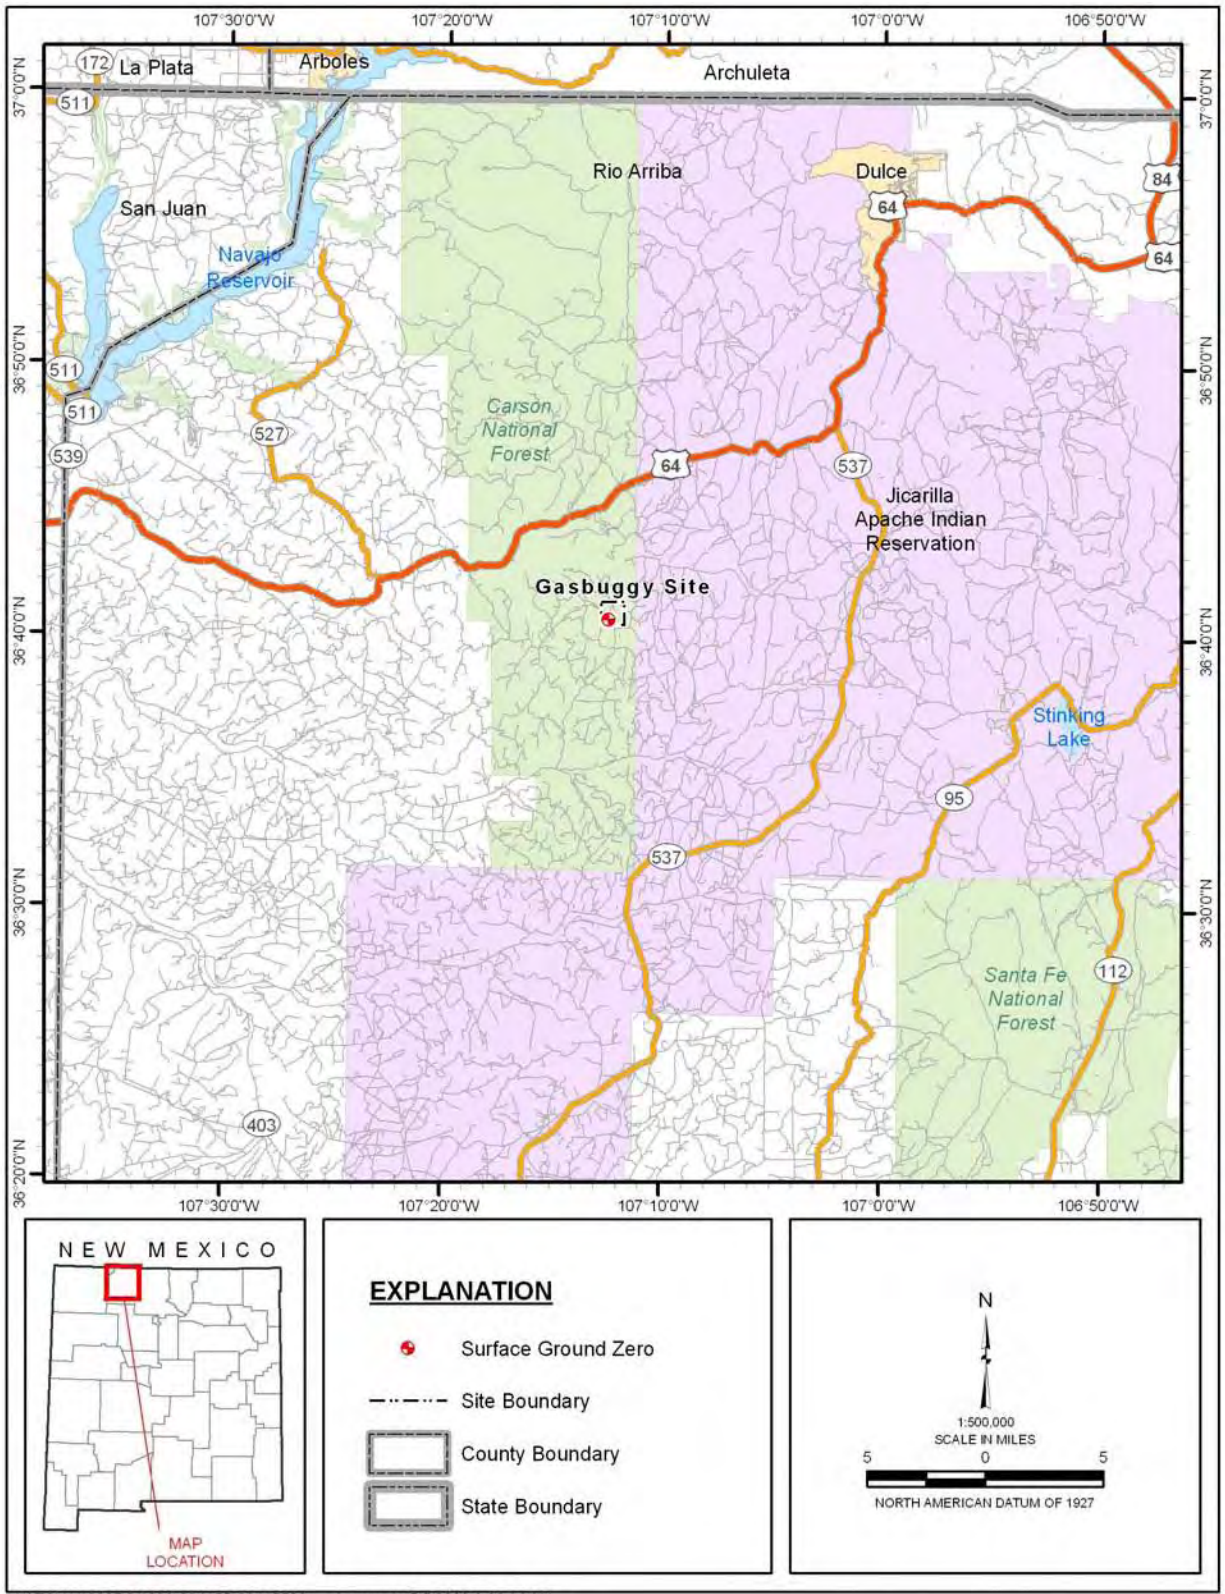 107°30'0"W
107°20'0"W
107°10'0"W
107°0'0"W
106°50'0"W
172
La Plata
Arboles
Archuleta
37°0'0"N
511
37°0'0"N
Rio Arriba
Dulce
84
San Juan
64
Navajo
Reservoir
64
36°50'0"N
511
36°50'0"N
511
Carson
National
Forest
527
539
64
537
Jicarilla
Apache Indian
Reservation
Gasbuggy Site
36°40'0"N
36°40'0"N
Stinking
Lake
95
537
36°30'0"N
36°30'0"N
Santa Fe
National
Forest
112
403
36°20'0"N
107°30'0"W
107°20'0"W
107°10'0"W
107°0'0"W
106°50'0"W
NEW MEXICO
MAP
LOCATION
EXPLANATION
Surface Ground Zero
Site Boundary
County Boundary
State Boundary
N
1:500,000
SCALE IN MILES
5 0 5
NORTH AMERICAN DATUM OF 1927